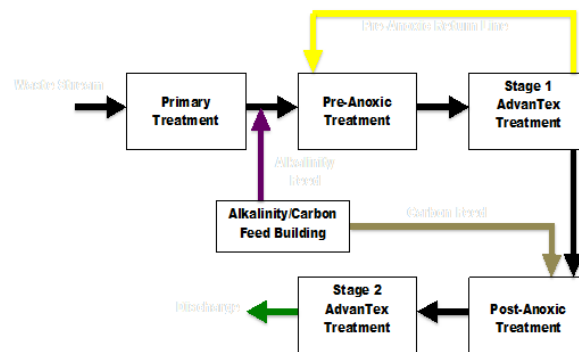 Pre-Anoxic Return Line
Waste Stream
Primary
Treatment
Pre-Anoxic
Treatment
Stage 1
AdvanTex
Treatment
Alkalinity
Feed
Alkalinity/Carbon
Feed Building
Carbon Feed
Stage 2
AdvanTex
Treatment
Discharge
Post-Anoxic
Treatment